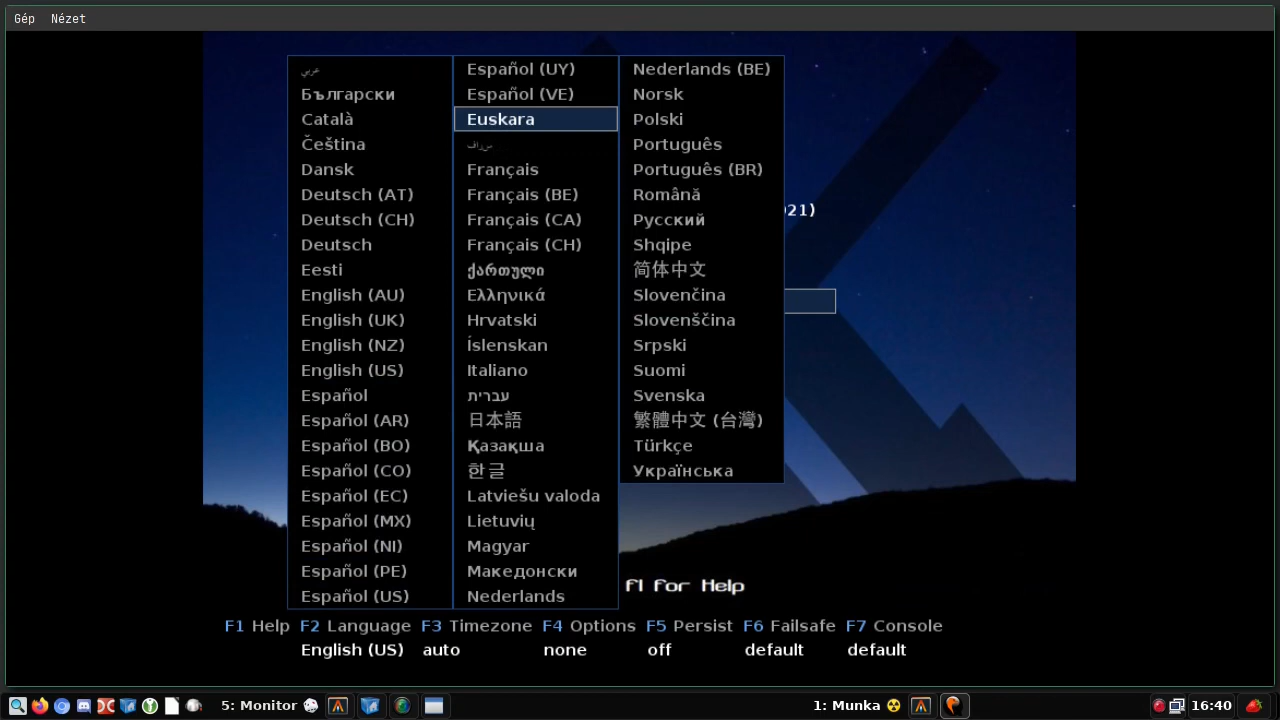 Gép Nézet
عربي
Български
Català
Čeština
Dansk
Deutsch (AT)
Deutsch (CH)
Deutsch
Eesti
English (AU)
English (UK)
English (NZ)
English (US)
Español
Español (AR)
Español (BO)
Español (CO)
Español (EC)
Español (MX)
Español (NI)
Español (PE)
Español (US)
Español (UY)
Español (VE)
Euskara
Français
Français (BE)
Français (CA)
Français (CH)
ქართული
Ελληνικά
Hrvatski
Íslenskan
Italiano
עברית
日本語
Қазақша
한글
Latviešu valoda
Lietuvių
Magyar
Македонски
Nederlands
Nederlands (BE)
Norsk
Polski
Português
Português (BR)
Română
Русский
Shqipe
简体中文
Slovenčina
Slovenščina
Srpski
Suomi
Svenska
繁體中文 (台灣)
Türkçe
Українська
021)
f1 for Help
F1 Help F2 Language F3 Timezone F4 Options F5 Persist F6 Failsafe F7 Console
English (US) auto none off default default
5: Monitor 1: Munka 16:40